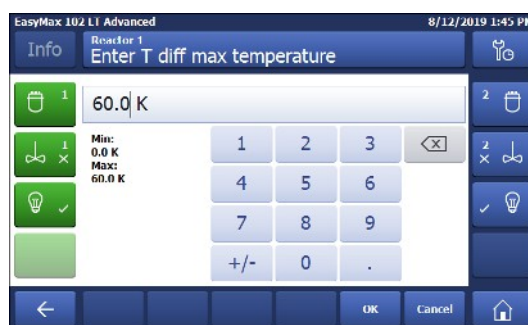 EasyMax 102 LT Advanced 8/12/2019 1:45 P
Info
Reactor 1
Enter T diff max temperature
1
60.0 K
2
1
Min:
0.0 K
Max:
60.0 K
1 2 3
2
4 5 6
7 8 9
+/- 0 .
OK Cancel